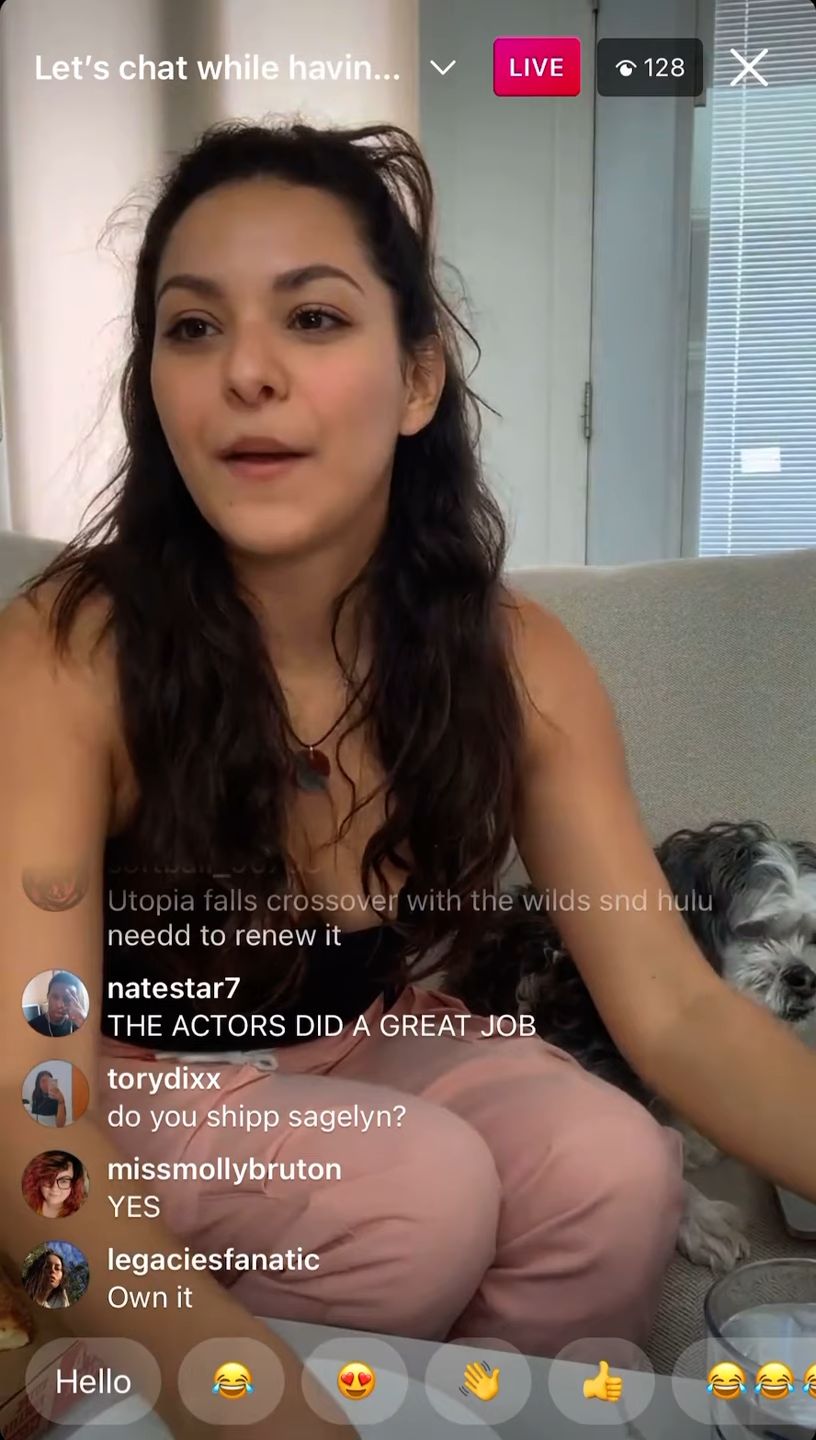 Let's chat while havin...
LIVE
128
Utopia falls crossover with the wilds snd hulu
needd to renew it
natestar7
THE ACTORS DID A GREAT JOB
torydixx
do you shipp sagelyn?
missmollybruton
YES
legaciesfanatic
Own it
Hello